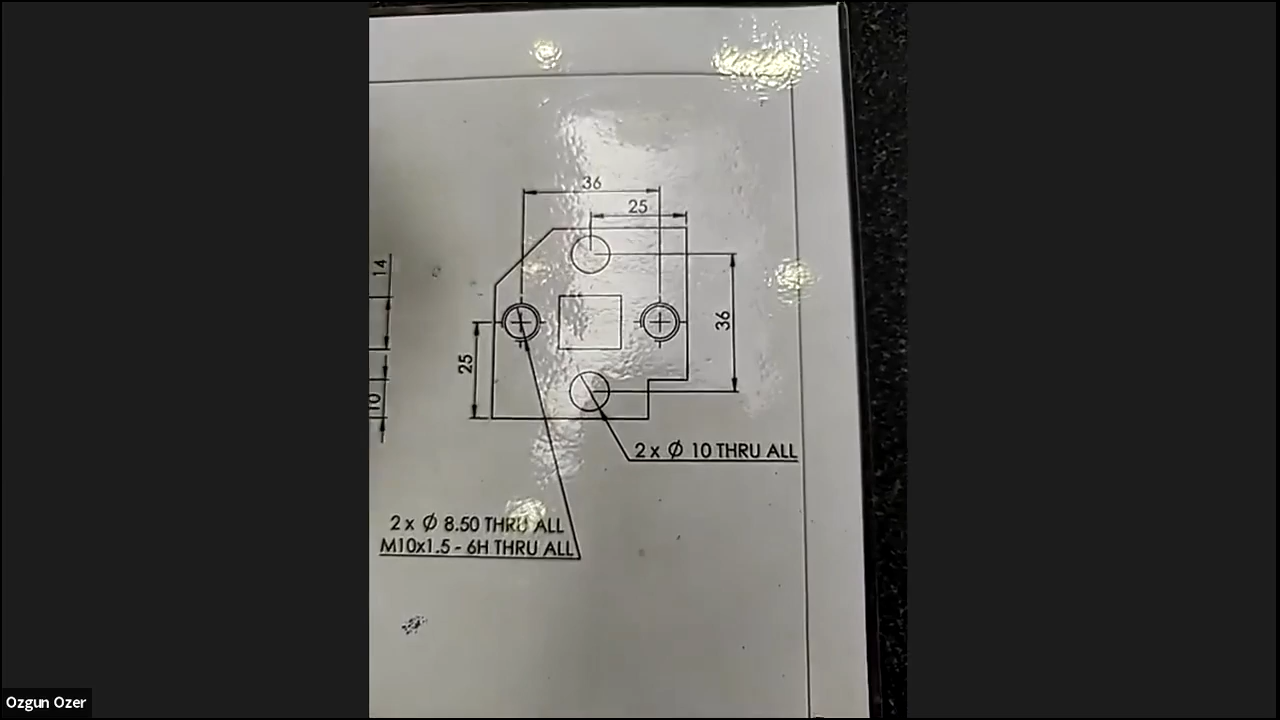 36
25
14
36
25
10
2 x Ø 10 THRU ALL
2 x Ø 8.50 THRU ALL
M10x1.5 - 6H THRU ALL
Ozgun Ozer